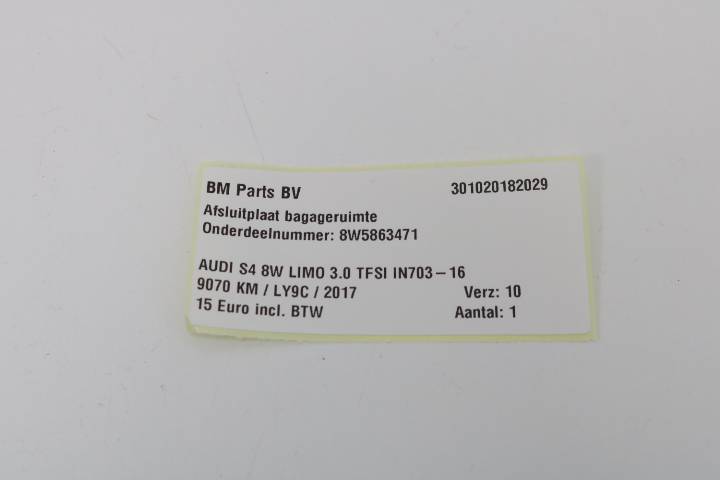 BM Parts BV 301020182029
Afsluitplaat bagageruimte
Onderdeelnummer: 8W5863471
AUDI S4 8W LIMO 3.0 TFSI IN703-16
9070 KM / LY9C / 2017 Verz: 10
15 Euro incl. BTW Aantal: 1